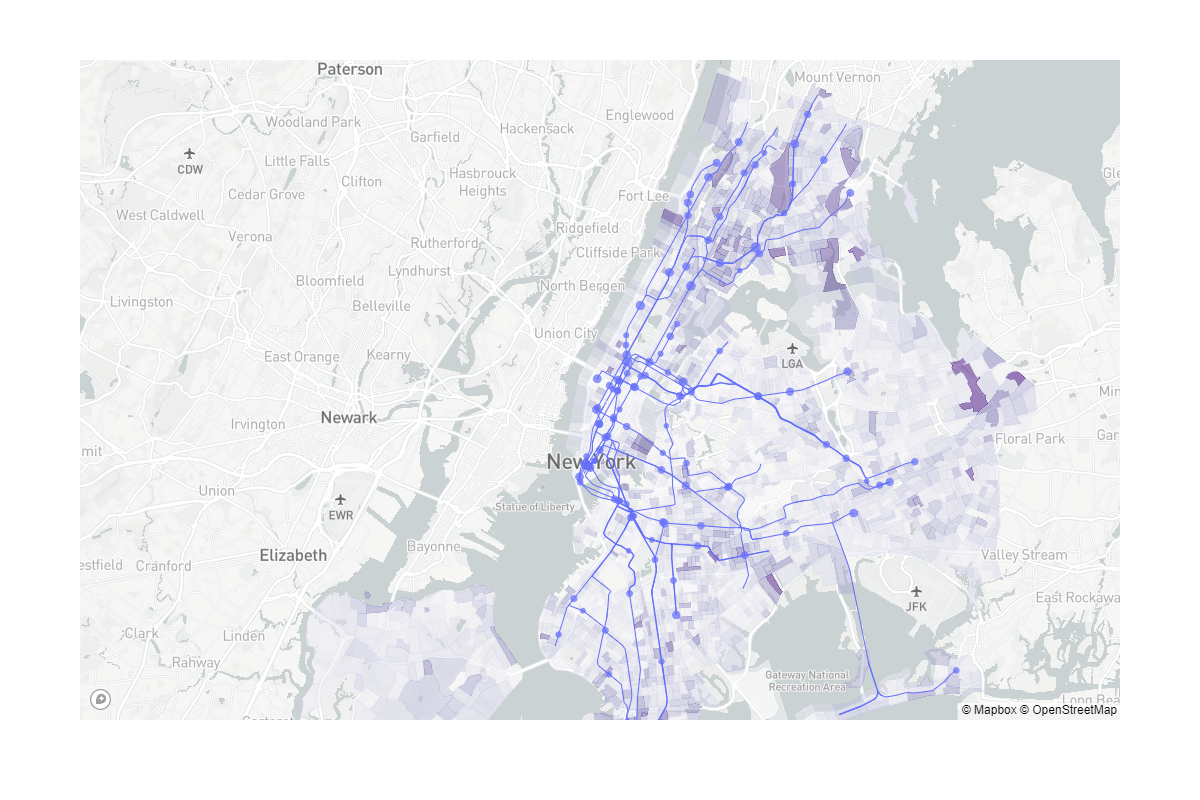 Paterson
Mount Vernon
Woodland Park
Englewood
Hackensack
Garfield
CDW
Little Falls
Clifton
Hasbrouck
Heights
Cedar Grove
Fort Lee
West Caldwell
Ridgefield
Verona
Rutherford
Cliffside Park
Lyndhurst
Bloomfield
North Bergen
Livingston
Belleville
Union City
East Orange
Kearny
LGA
Newark
Irvington
Floral Park
New York
Union
EWR
Statue of Liberty
Bayonne
Elizabeth
Valley Stream
Cranford
JFK
East Rockawa
Clark
Linden
Rahway
Gateway National
Recreation Area
Long Bea
© Mapbox © OpenStreetMap